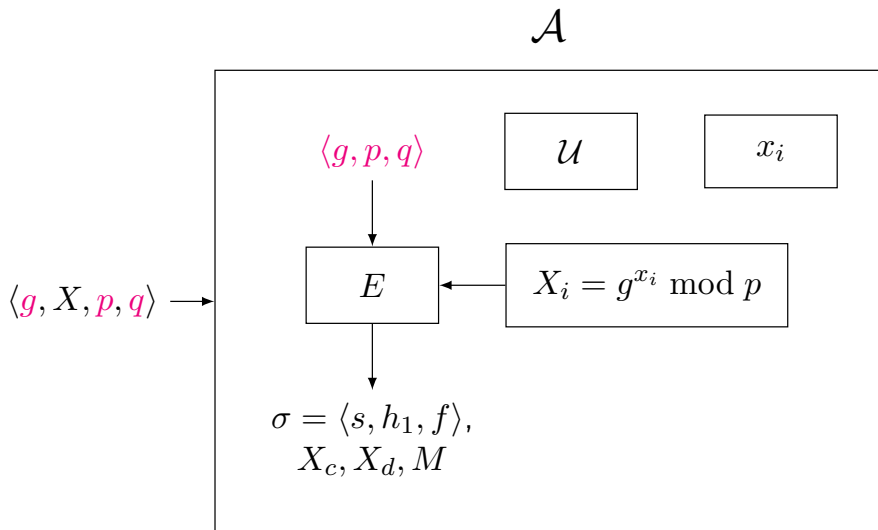 𝒜
⟨g, p, q⟩
𝒰
x_i
⟨g, X, p, q⟩
E
X_i = g^{x_i} mod p
σ = ⟨s, h_1, f⟩,
X_c, X_d, M